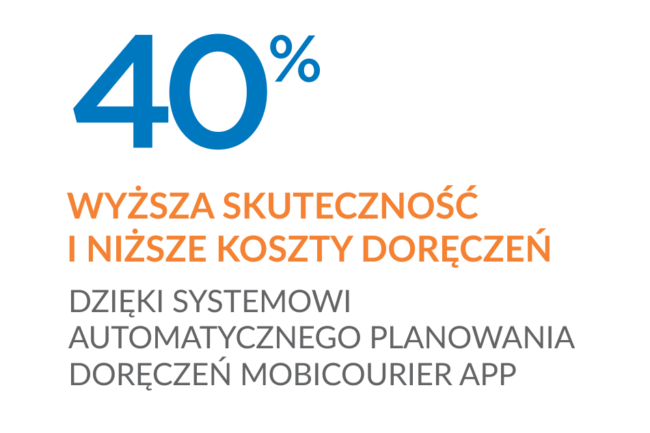 40%
WYŻSZA SKUTECZNOŚĆ
I NIŻSZE KOSZTY DORĘCZEŃ
DZIĘKI SYSTEMOWI
AUTOMATYCZNEGO PLANOWANIA
DORĘCZEŃ MOBICOURIER APP